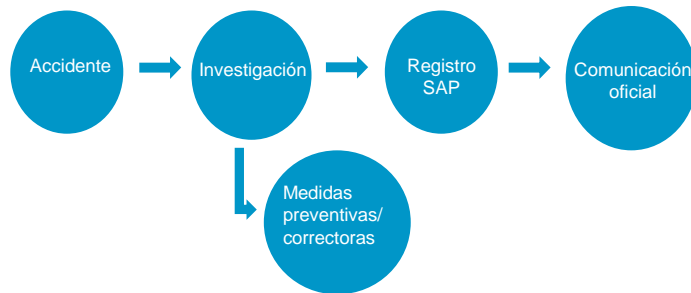 Accidente
Investigación
Registro
SAP
Comunicación
oficial
Medidas
preventivas/
correctoras